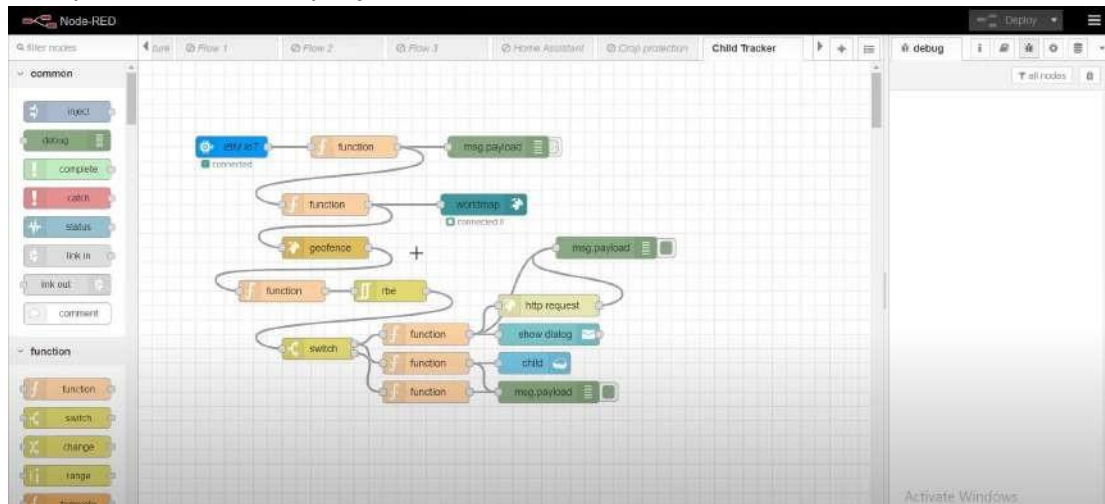 Node-RED
Deploy
filter nodes
Flow 1
Flow 2
Flow 3
Home Assistant
Crop protection
Child Tracker
debug
i
all nodes
common
inject
debug
complete
catch
status
link in
link out
comment
function
function
switch
change
range
template
IBM IoT
connected
function
msg.payload
function
worldmap
geofence
msg.payload
function
rbe
http request
function
show dialog
switch
function
child
function
msg.payload
Activate Windows